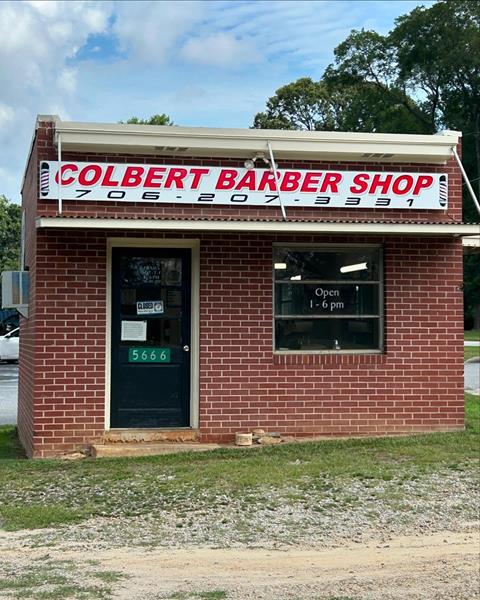 COLBERT BARBER SHOP
706-207-3331
CLOSED
5666
Open
1 - 6 pm